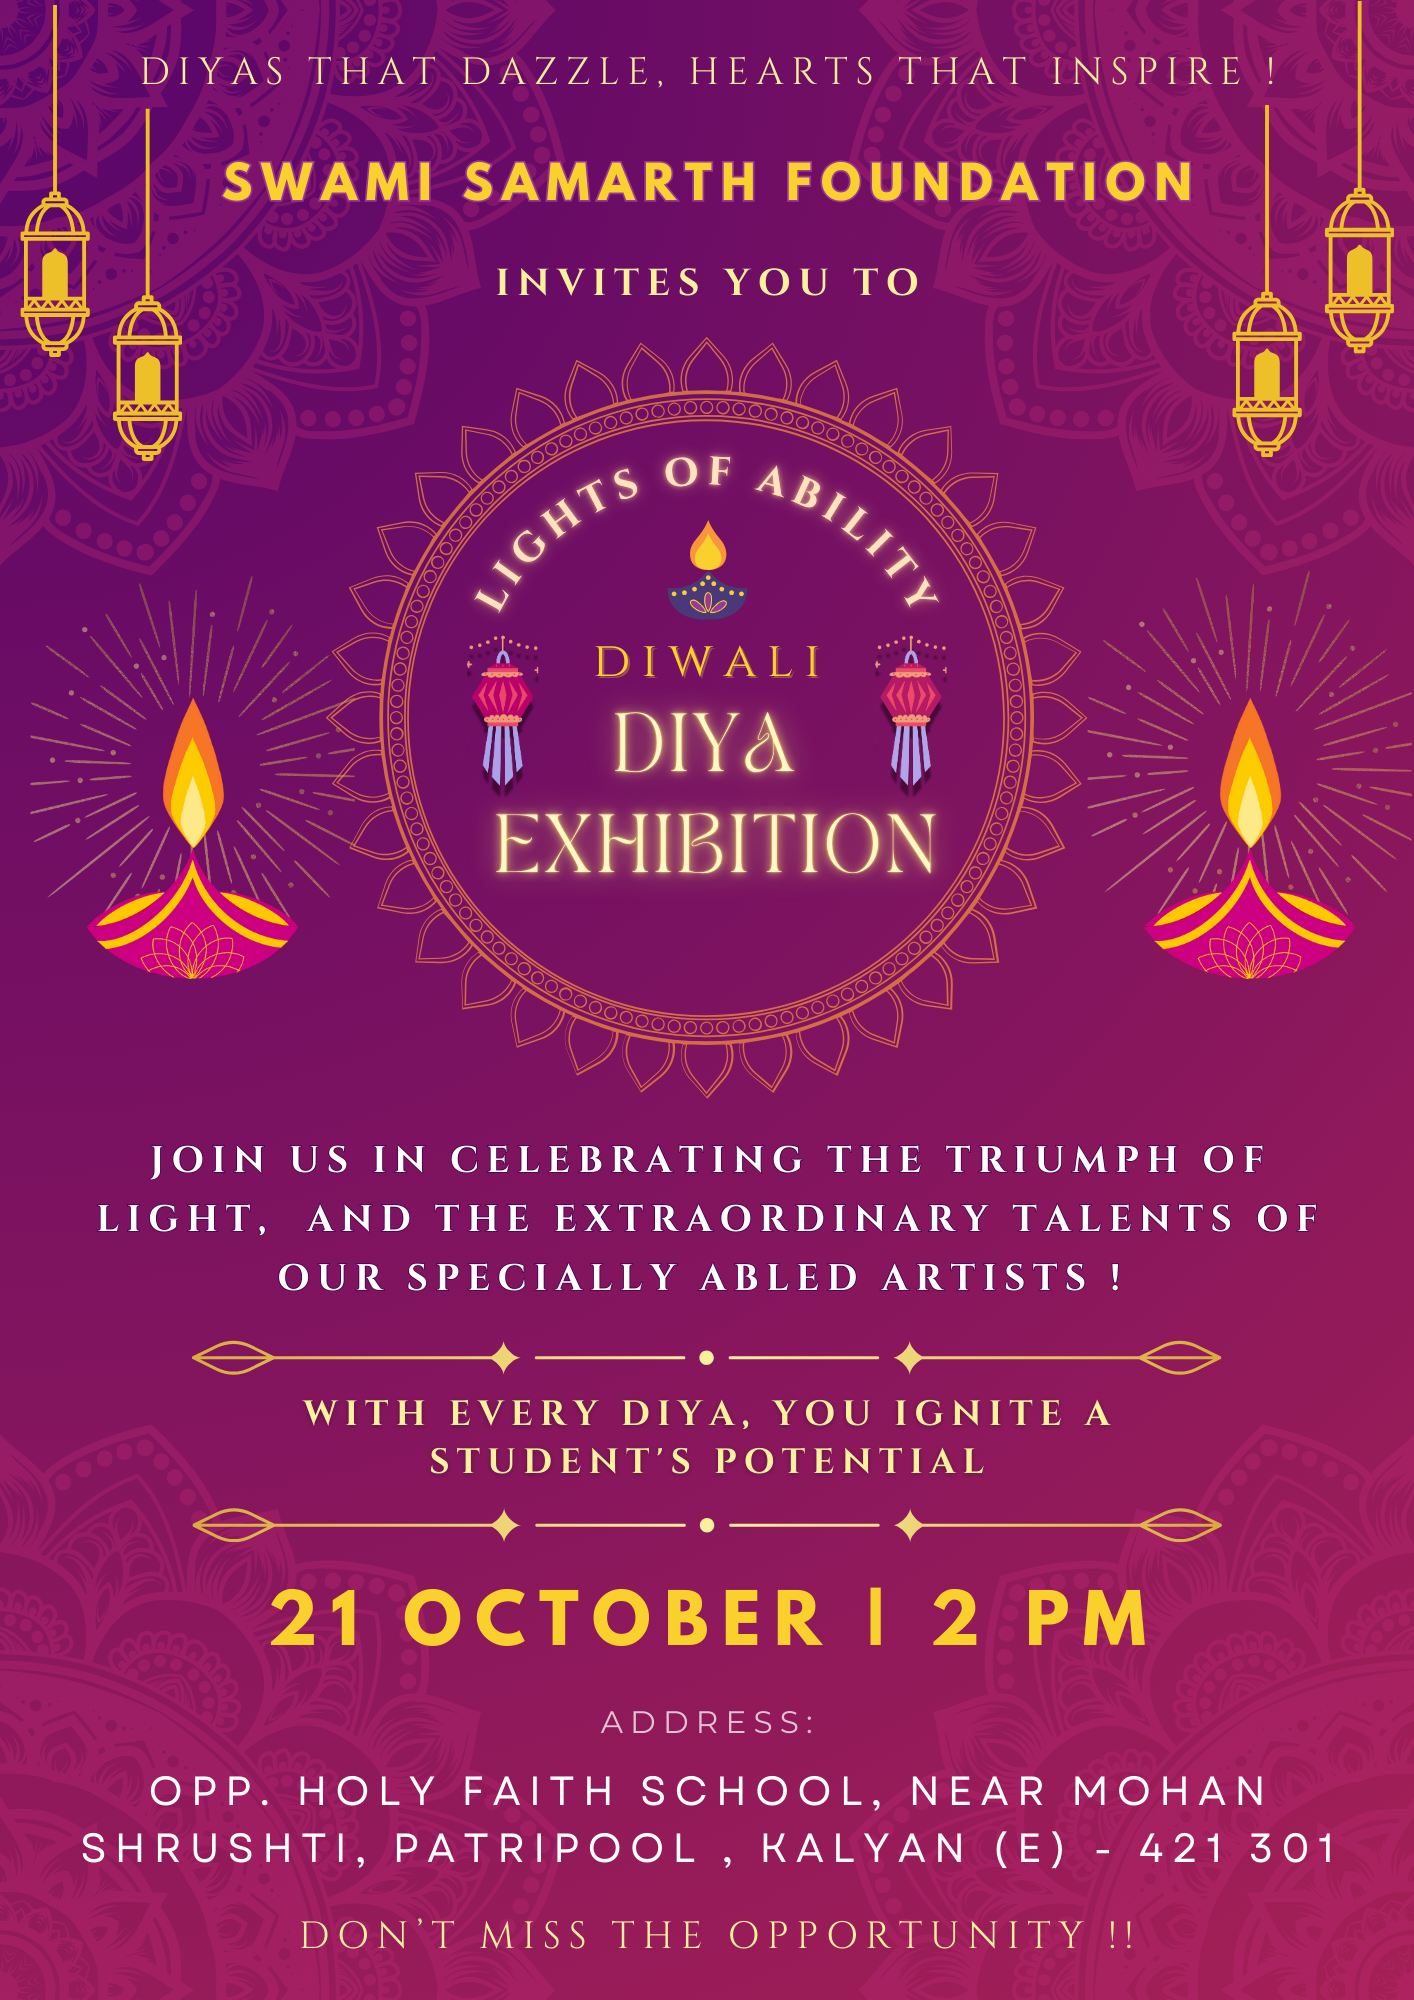 DIYAS THAT DAZZLE, HEARTS THAT INSPIRE !
SWAMI SAMARTH FOUNDATION
INVITES YOU TO
LIGHTS OF ABILITY
DIWALI
DIYA
EXHIBITION
JOIN US IN CELEBRATING THE TRIUMPH OF
LIGHT, AND THE EXTRAORDINARY TALENTS OF
OUR SPECIALLY ABLED ARTISTS !
WITH EVERY DIYA, YOU IGNITE A
STUDENT'S POTENTIAL
21 OCTOBER | 2 PM
ADDRESS:
OPP. HOLY FAITH SCHOOL, NEAR MOHAN
SHRUSHTI, PATRIPOOL , KALYAN (E) - 421 301
DON'T MISS THE OPPORTUNITY !!